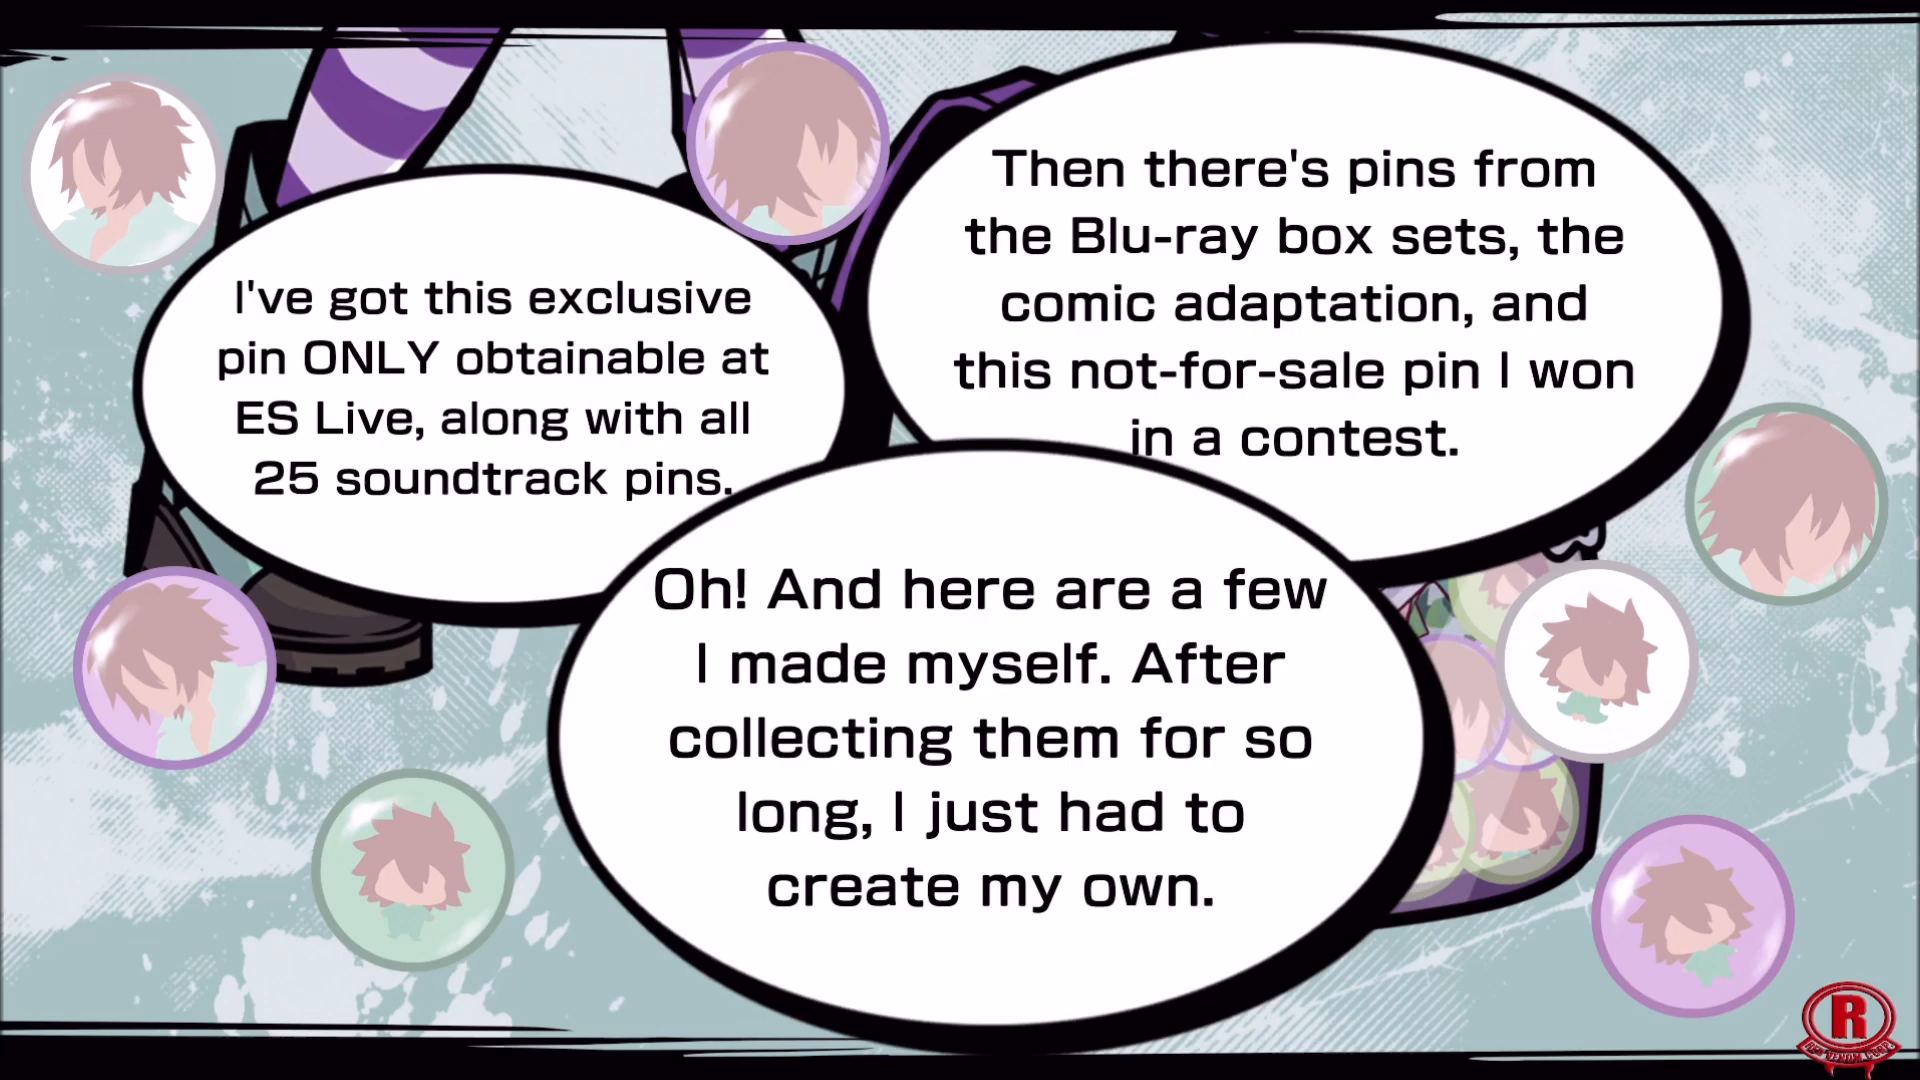 I've got this exclusive
pin ONLY obtainable at
ES Live, along with all
25 soundtrack pins.
Then there's pins from
the Blu-ray box sets, the
comic adaptation, and
this not-for-sale pin I won
in a contest.
Oh! And here are a few
I made myself. After
collecting them for so
long, I just had to
create my own.
R